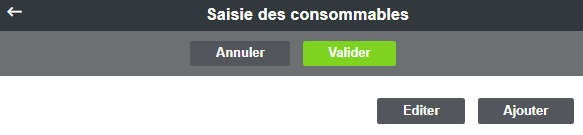 Saisie des consommables
Annuler Valider
Editer Ajouter